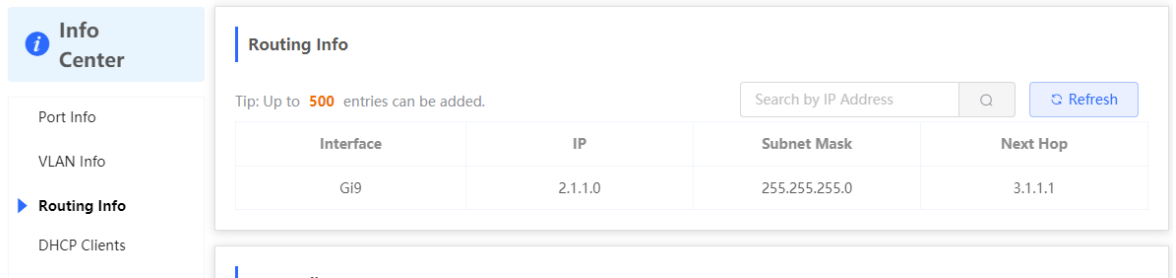 Info
Center
Port Info
VLAN Info
Routing Info
DHCP Clients
Routing Info
Tip: Up to 500 entries can be added.
Search by IP Address
Refresh
Interface IP Subnet Mask Next Hop
Gi9 2.1.1.0 255.255.255.0 3.1.1.1